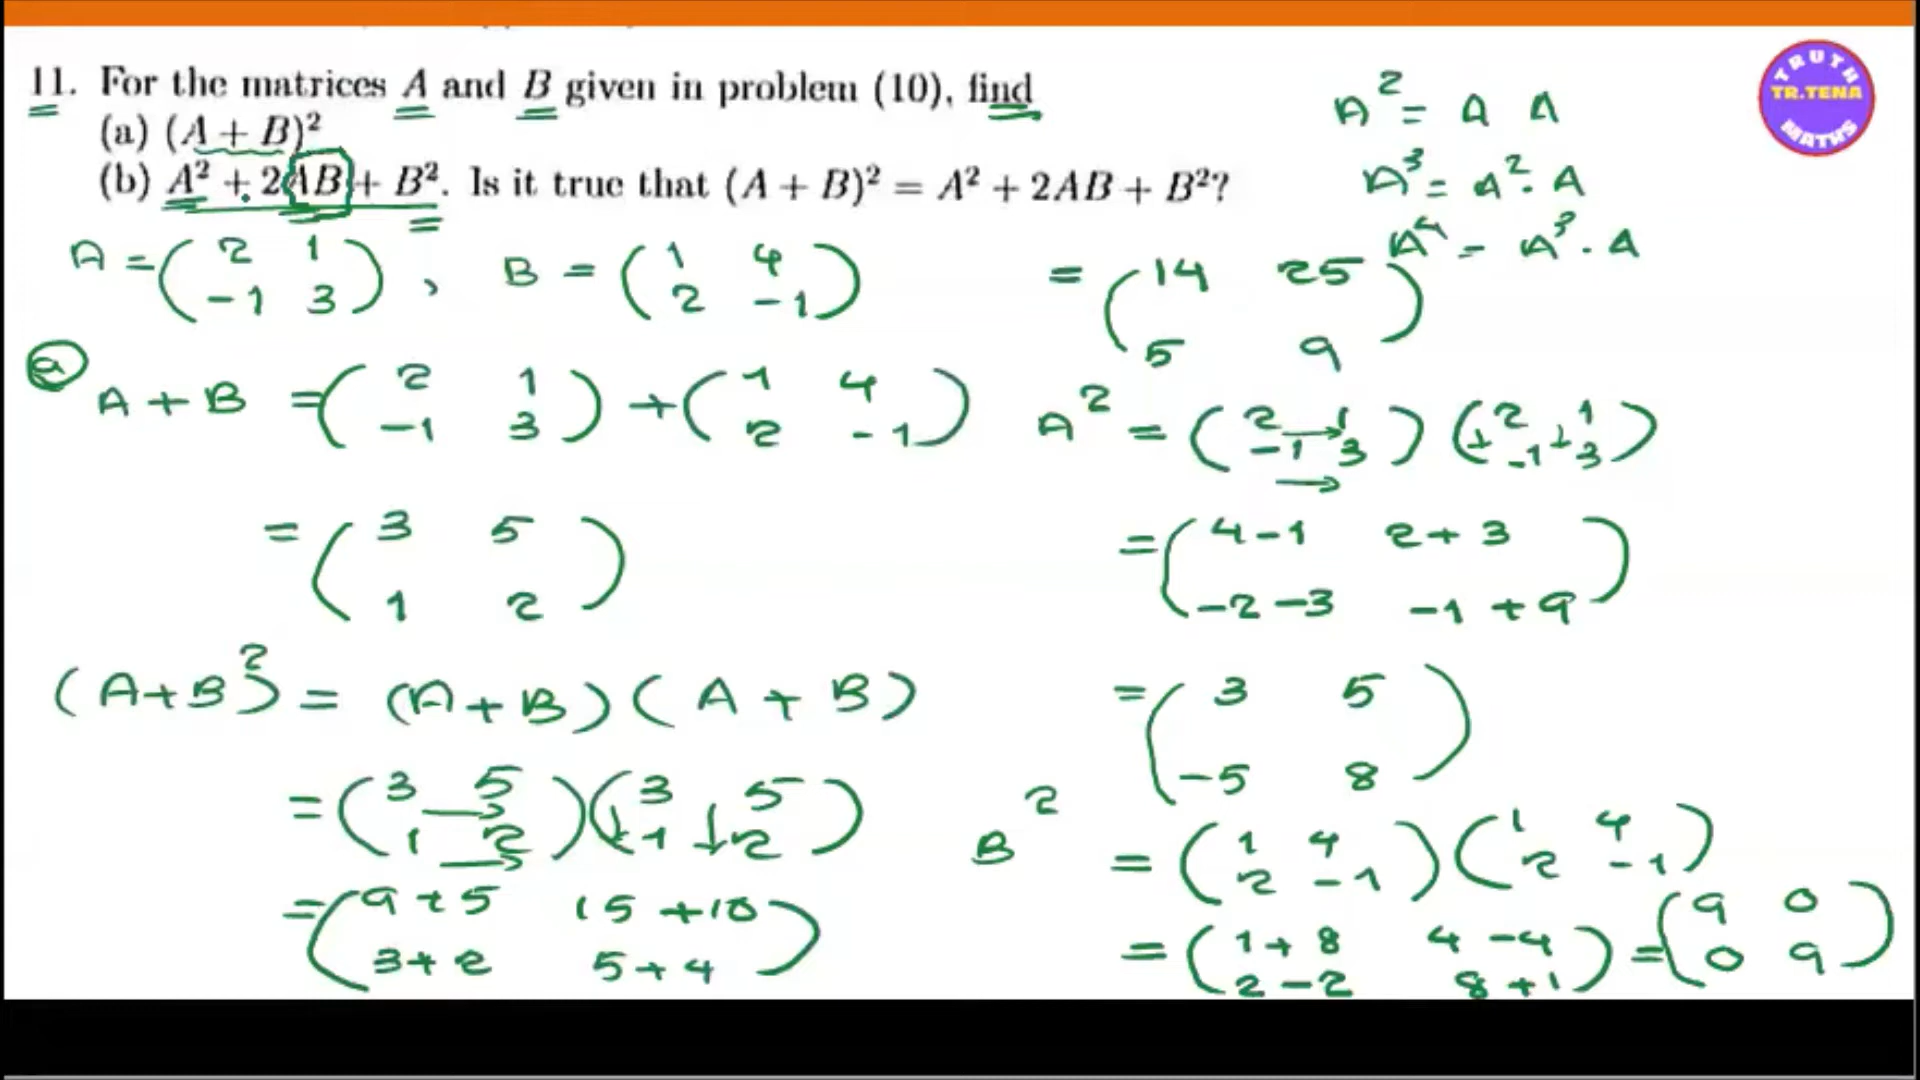 11. For the matrices A and B given in problem (10), find
(a) (A + B)²
(b) A² + 2AB + B². Is it true that (A + B)² = A² + 2AB + B²?
TRUTH
TR.TENA
MATHS
A² = A A
A³ = A² · A
A⁴ = A³ · A
A = (2 1
-1 3), B = (1 4
2 -1)
(a) A + B = (2 1
-1 3) + (1 4
2 -1)
= (3 5
1 2)
(A+B)² = (A+B)(A + B)
= (3 5
1 2)(3 5
1 2)
= (9+5 15+10
3+2 5+4)
= (14 25
5 9)
A² = (2 1
-1 3)(2 1
-1 3)
= (4-1 2+3
-2-3 -1+9)
= (3 5
-5 8)
B² = (1 4
2 -1)(1 4
2 -1)
= (1+8 4-4
2-2 8+1) = (9 0
0 9)